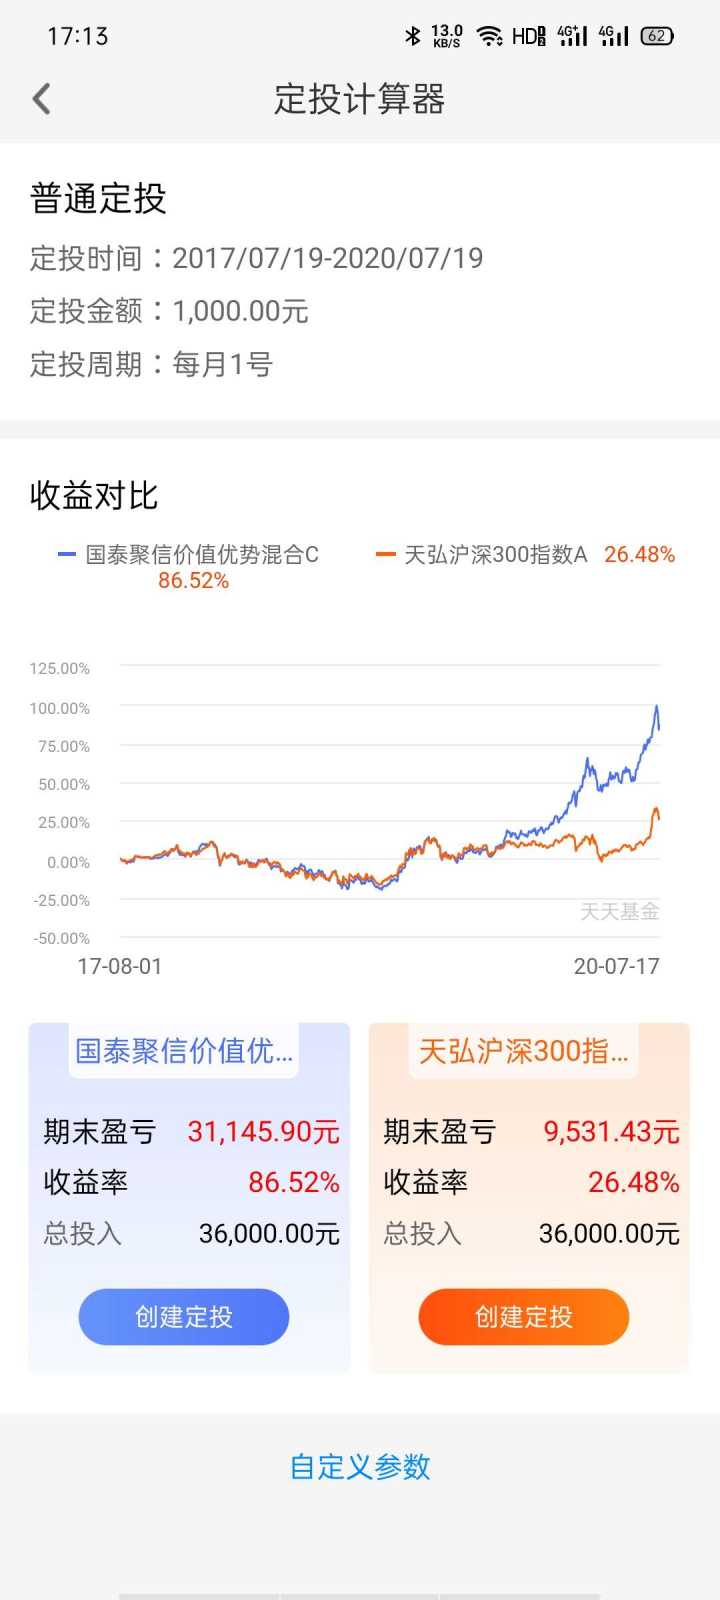 17:13
13.0 KB/S
HD
4G+
4G
62
定投计算器
普通定投
定投时间：2017/07/19-2020/07/19
定投金额：1,000.00元
定投周期：每月1号
收益对比
国泰聚信价值优势混合C
86.52%
天弘沪深300指数A 26.48%
125.00%
100.00%
75.00%
50.00%
25.00%
0.00%
-25.00%
-50.00%
天天基金
17-08-01
20-07-17
国泰聚信价值优...
期末盈亏 31,145.90元
收益率 86.52%
总投入 36,000.00元
创建定投
天弘沪深300指...
期末盈亏 9,531.43元
收益率 26.48%
总投入 36,000.00元
创建定投
自定义参数